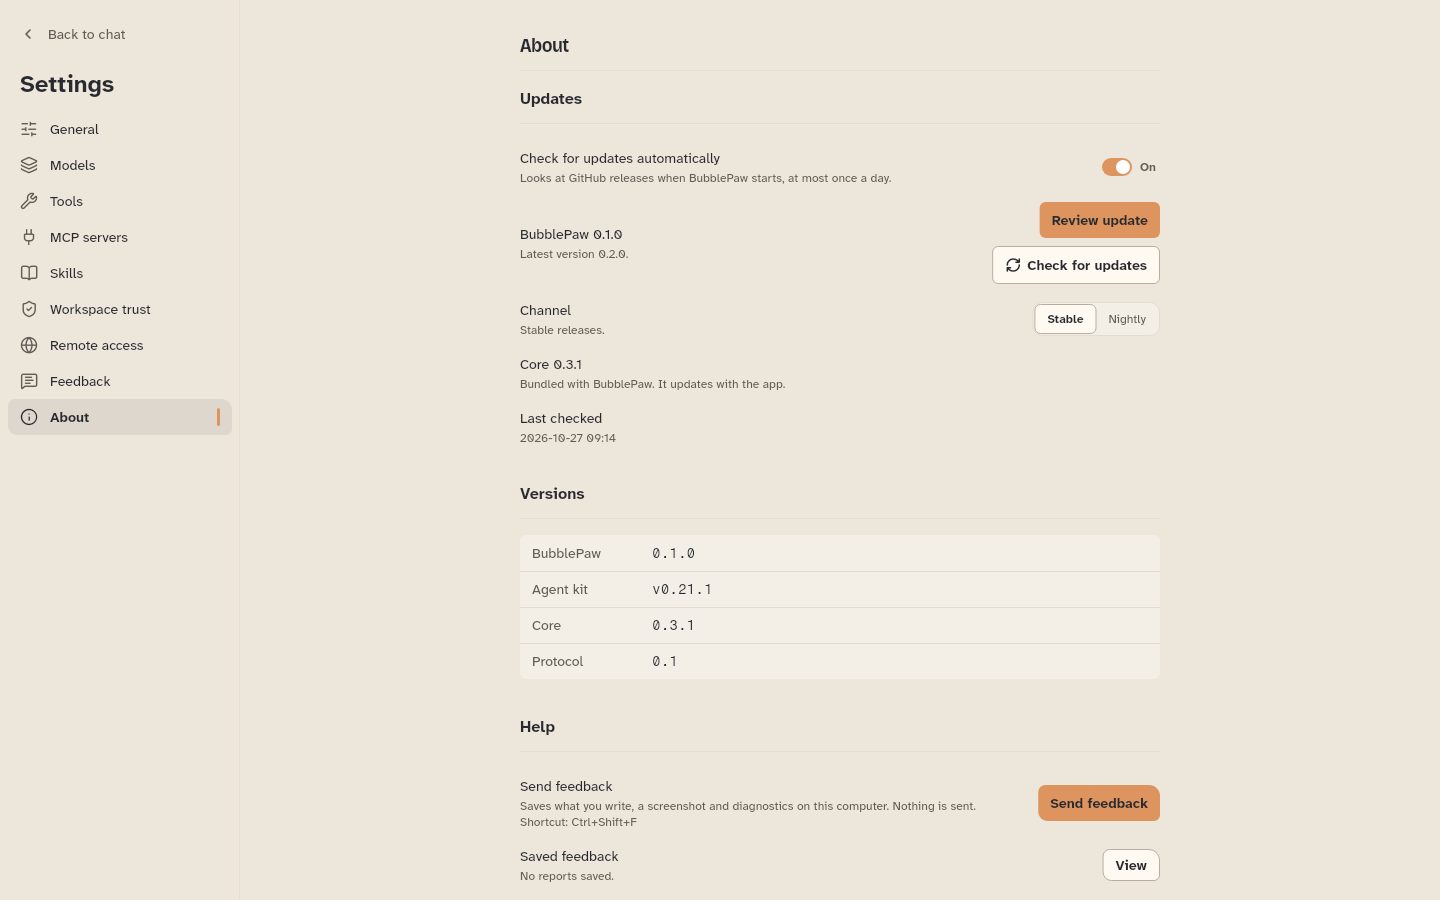 Back to chat
Settings
General
Models
Tools
MCP servers
Skills
Workspace trust
Remote access
Feedback
About
About
Updates
Check for updates automatically
Looks at GitHub releases when BubblePaw starts, at most once a day.
On
BubblePaw 0.1.0
Latest version 0.2.0.
Review update
Check for updates
Channel
Stable releases.
Stable
Nightly
Core 0.3.1
Bundled with BubblePaw. It updates with the app.
Last checked
2026-10-27 09:14
Versions
BubblePaw 0.1.0
Agent kit v0.21.1
Core 0.3.1
Protocol 0.1
Help
Send feedback
Saves what you write, a screenshot and diagnostics on this computer. Nothing is sent.
Shortcut: Ctrl+Shift+F
Send feedback
Saved feedback
No reports saved.
View